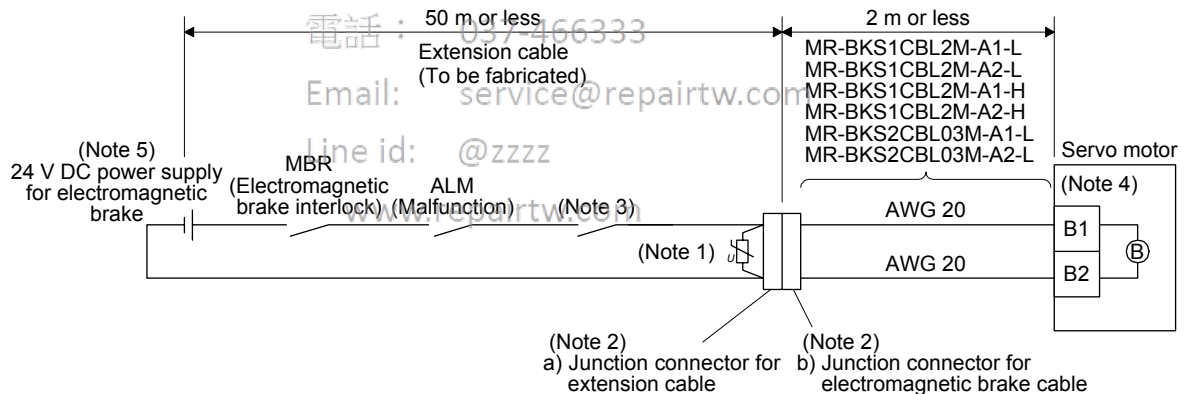 50 m or less
2 m or less
電話： 037-466333
Extension cable
(To be fabricated)
MR-BKS1CBL2M-A1-L
MR-BKS1CBL2M-A2-L
MR-BKS1CBL2M-A1-H
MR-BKS1CBL2M-A2-H
MR-BKS2CBL03M-A1-L
MR-BKS2CBL03M-A2-L
Email: service@repairtw.com
Line id: @zzzz
www.repairtw.com
(Note 5)
24 V DC power supply
for electromagnetic
brake
MBR
(Electromagnetic
brake interlock)
ALM
(Malfunction)
(Note 3)
Servo motor
(Note 4)
AWG 20
B1
(Note 1)
U
B
AWG 20
B2
(Note 2)
a) Junction connector for
extension cable
(Note 2)
b) Junction connector for
electromagnetic brake cable